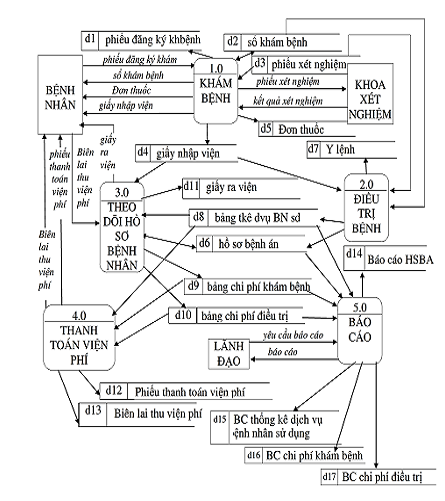 d1 phiếu đăng ký khbệnh
d2 số khám bệnh
1.0
KHÁM
BỆNH
d3 phiếu xét nghiệm
phiếu đăng ký khám
số khám bệnh
Đơn thuốc
giấy nhập viện
BỆNH
NHÂN
phiếu xét nghiệm
kết quả xét nghiệm
KHOA
XÉT
NGHIỆM
d5 Đơn thuốc
d7 Y lệnh
d4 giấy nhập viện
phiếu
thanh
toán
viện
phí
Biên
lai
thu
viện
phí
giấy
ra
viện
2.0
ĐIỀU
TRỊ
BỆNH
3.0
THEO
DÕI HỒ
SƠ
BỆNH
NHÂN
d11 giấy ra viện
d8 bảng tkê dvụ BN sd
d6 hồ sơ bệnh án
Biên
lai
thu
viện
phí
d14
Báo cáo HSBA
d9 bảng chi phí khám bệnh
d10 bảng chi phí điều trị
4.0
THANH
TOÁN VIỆN
PHÍ
5.0
BÁO
CÁO
LÃNH
ĐẠO
yêu cầu báo cáo
báo cáo
d12 Phiếu thanh toán viện phí
d13 Biên lai thu viện phí
d15 BC thống kê dịch vụ
bệnh nhân sử dụng
d16 BC chi phí khám bệnh
d17 BC chi phí điều trị